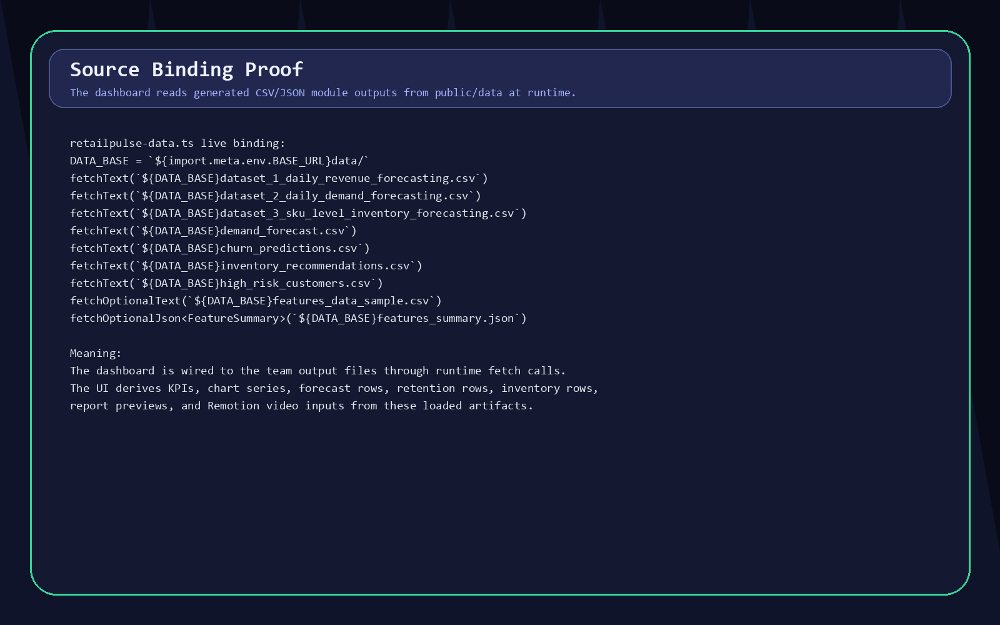 Source Binding Proof
The dashboard reads generated CSV/JSON module outputs from public/data at runtime.
retailpulse-data.ts live binding:
DATA_BASE = `${import.meta.env.BASE_URL}data/`
fetchText(`${DATA_BASE}dataset_1_daily_revenue_forecasting.csv`)
fetchText(`${DATA_BASE}dataset_2_daily_demand_forecasting.csv`)
fetchText(`${DATA_BASE}dataset_3_sku_level_inventory_forecasting.csv`)
fetchText(`${DATA_BASE}demand_forecast.csv`)
fetchText(`${DATA_BASE}churn_predictions.csv`)
fetchText(`${DATA_BASE}inventory_recommendations.csv`)
fetchText(`${DATA_BASE}high_risk_customers.csv`)
fetchOptionalText(`${DATA_BASE}features_data_sample.csv`)
fetchOptionalJson<FeatureSummary>(`${DATA_BASE}features_summary.json`)
Meaning:
The dashboard is wired to the team output files through runtime fetch calls.
The UI derives KPIs, chart series, forecast rows, retention rows, inventory rows,
report previews, and Remotion video inputs from these loaded artifacts.